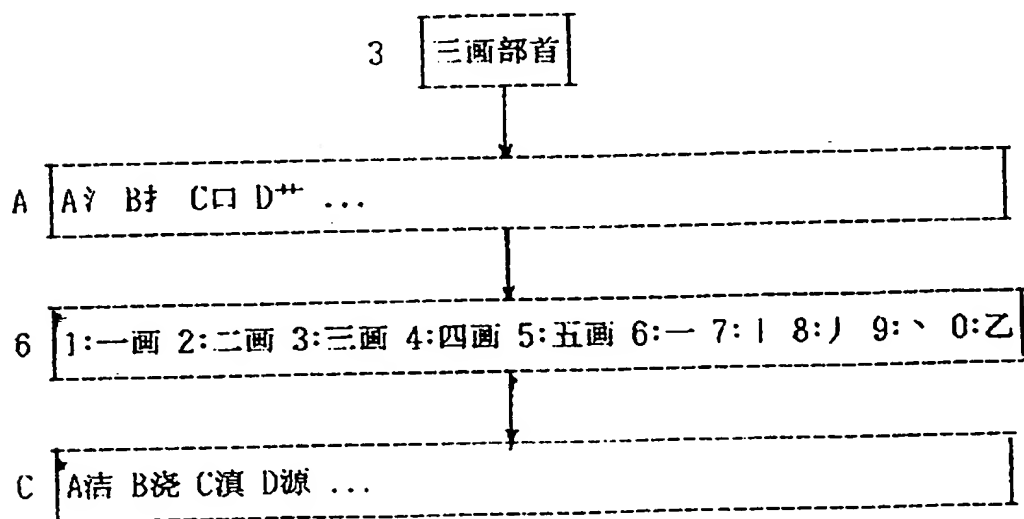 3 三画部首
A A氵 B扌 C口 D艹 ...
6 1:一画 2:二画 3:三画 4:四画 5:五画 6:一 7:丨 8:丿 9:丶 0:乙
C A洁 B浇 C滇 D源 ...